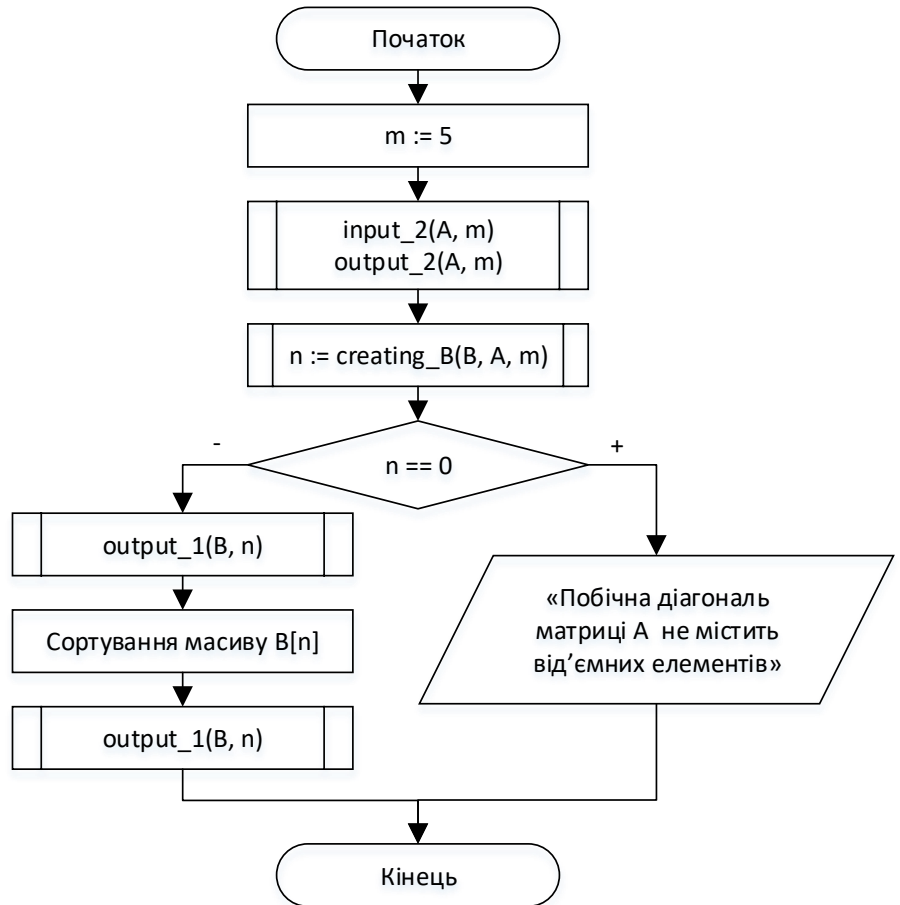 Початок
m := 5
input_2(A, m)
output_2(A, m)
n := creating_B(B, A, m)
n == 0
-
+
output_1(B, n)
Сортування масиву B[n]
output_1(B, n)
«Побічна діагональ
матриці A не містить
від’ємних елементів»
Кінець